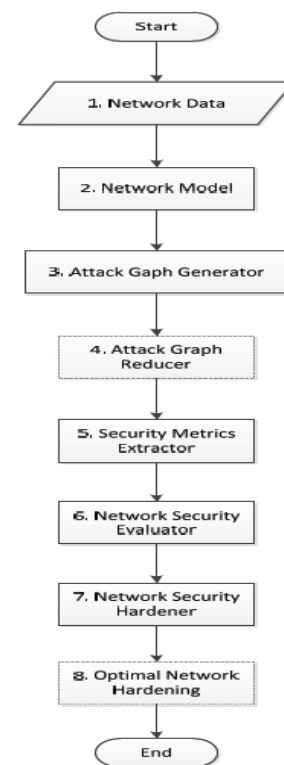 Start
1. Network Data
2. Network Model
3. Attack Gaph Generator
4. Attack Graph
Reducer
5. Security Metrics
Extractor
6. Network Security
Evaluator
7. Network Security
Hardener
8. Optimal Network
Hardening
End